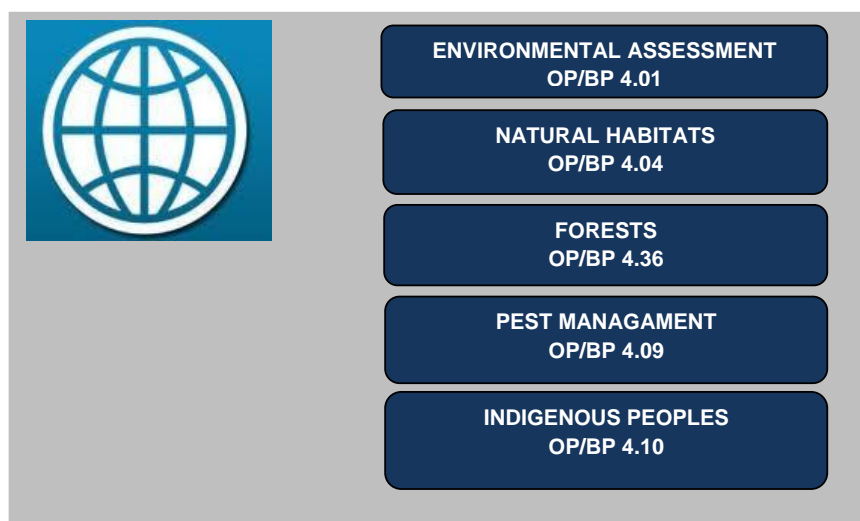 ENVIRONMENTAL ASSESSMENT
OP/BP 4.01
NATURAL HABITATS
OP/BP 4.04
FORESTS
OP/BP 4.36
PEST MANAGAMENT
OP/BP 4.09
INDIGENOUS PEOPLES
OP/BP 4.10